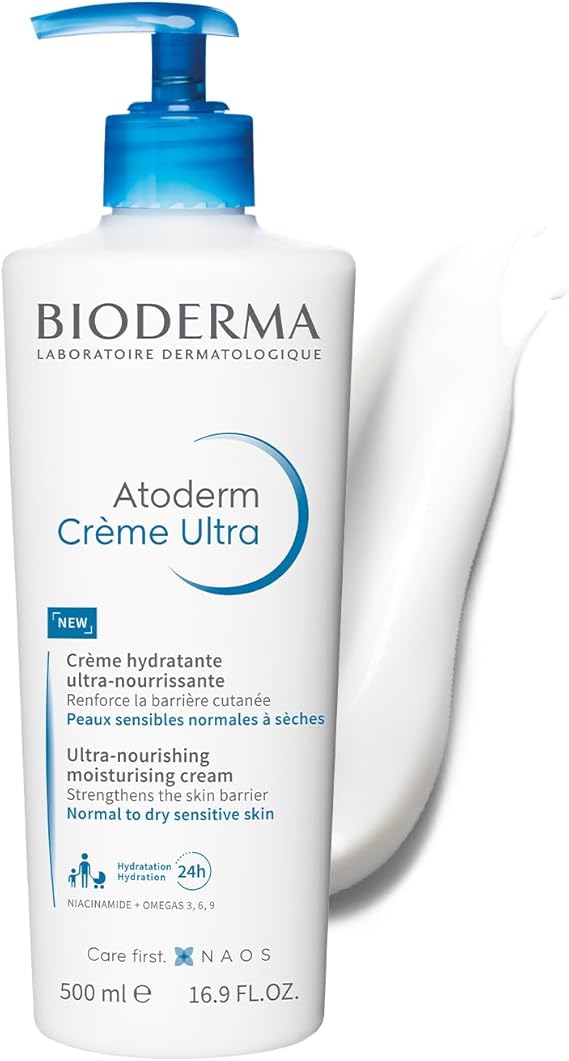 BIODERMA
LABORATOIRE DERMATOLOGIQUE
Atoderm
Crème Ultra
NEW
Crème hydratante
ultra-nourrissante
Renforce la barrière cutanée
Peaux sensibles normales à sèches
Ultra-nourishing
moisturising cream
Strengthens the skin barrier
Normal to dry sensitive skin
Hydratation
Hydration
24h
NIACINAMIDE + OMEGAS 3, 6, 9
Care first. NAOS
500 ml ℮ 16.9 FL.OZ.